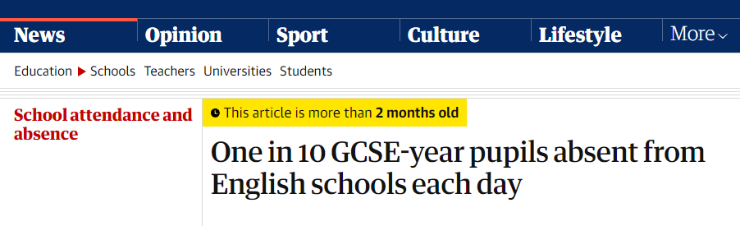 News Opinion Sport Culture Lifestyle More
Education Schools Teachers Universities Students
School attendance and
absence
This article is more than 2 months old
One in 10 GCSE-year pupils absent from
English schools each day